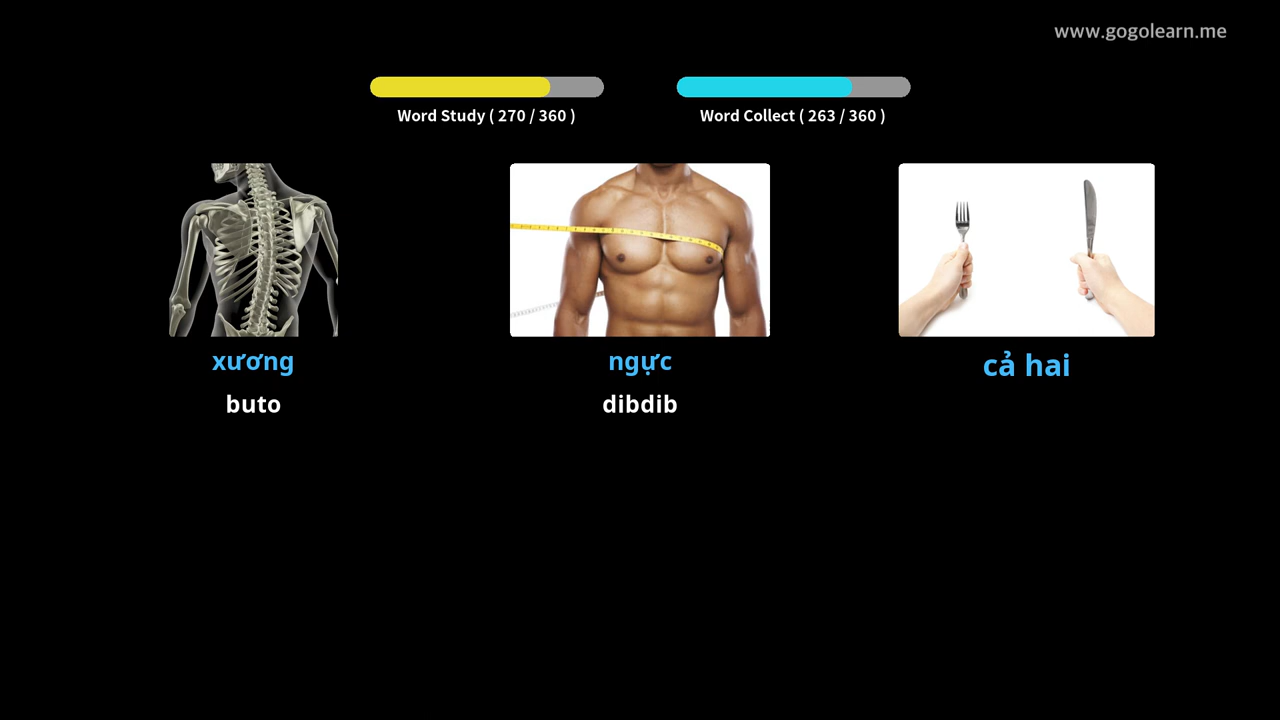 www.gogolearn.me
Word Study ( 270 / 360 )
Word Collect ( 263 / 360 )
xương
ngực
cả hai
buto
dibdib